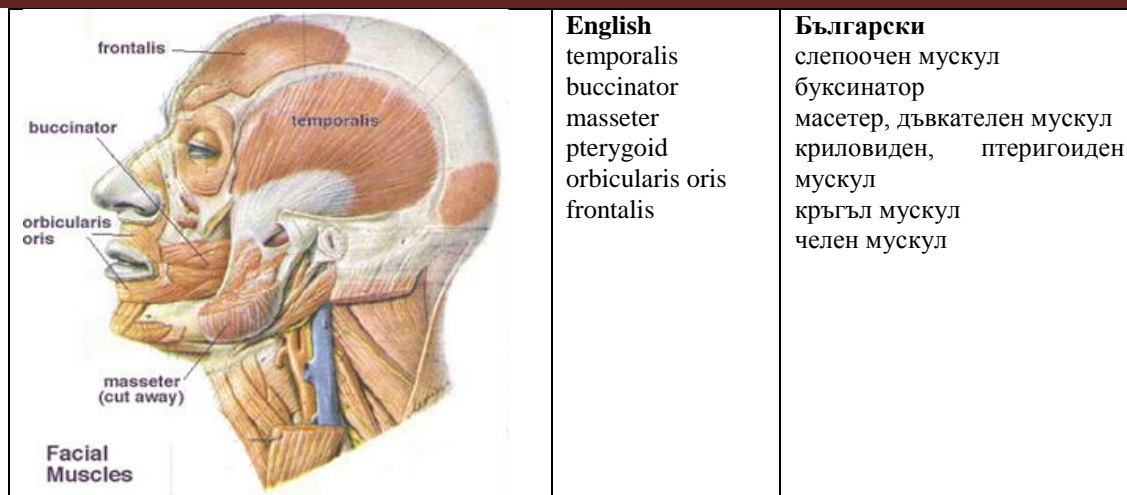 frontalis
buccinator
temporalis
orbicularis
oris
masseter
(cut away)
Facial
Muscles
English
temporalis
buccinator
masseter
pterygoid
orbicularis oris
frontalis
Български
слепоочен мускул
буксинатор
масетер, дъвкателен мускул
криловиден, птеригоиден
мускул
кръгъл мускул
челен мускул